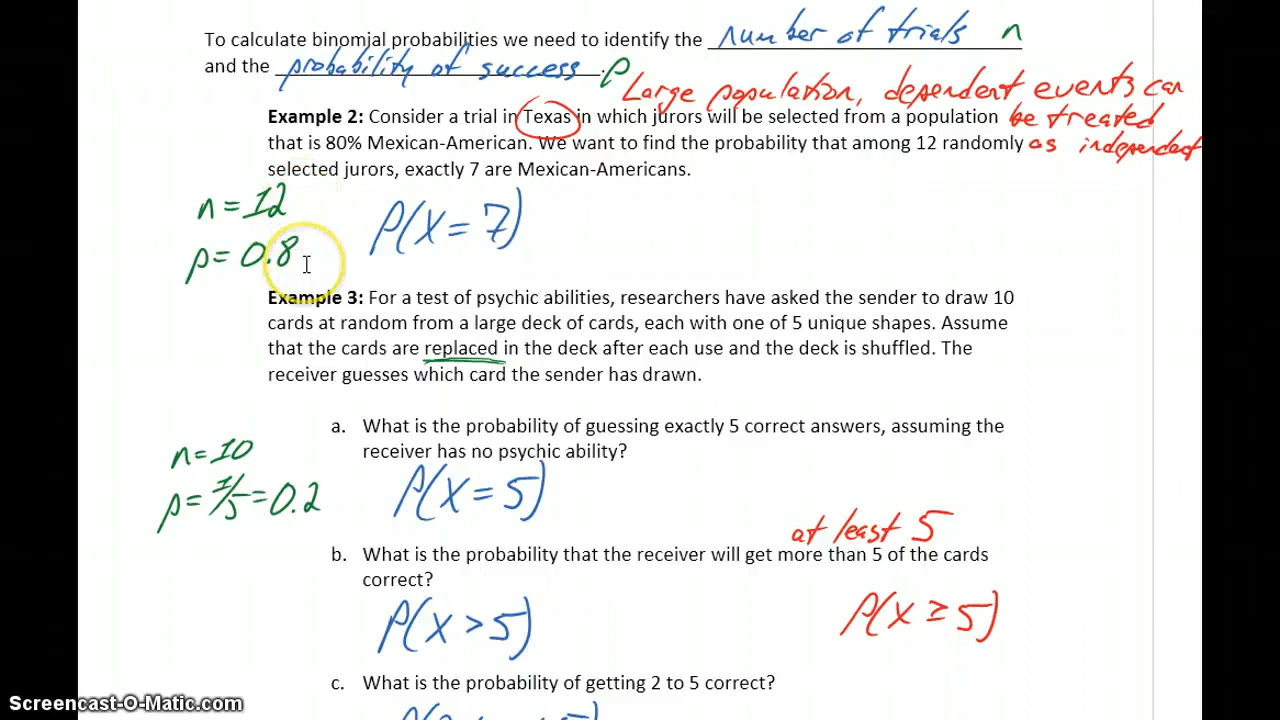 To calculate binomial probabilities we need to identify the number of trials n
and the probability of success. p
Large population, dependent events can
be treated
as independent
Example 2: Consider a trial in Texas in which jurors will be selected from a population
that is 80% Mexican-American. We want to find the probability that among 12 randomly
selected jurors, exactly 7 are Mexican-Americans.
n = 12
P(X = 7)
p = 0.8
Example 3: For a test of psychic abilities, researchers have asked the sender to draw 10
cards at random from a large deck of cards, each with one of 5 unique shapes. Assume
that the cards are replaced in the deck after each use and the deck is shuffled. The
receiver guesses which card the sender has drawn.
a. What is the probability of guessing exactly 5 correct answers, assuming the
receiver has no psychic ability?
n = 10
p = 1/5 = 0.2
P(X = 5)
at least 5
b. What is the probability that the receiver will get more than 5 of the cards
correct?
P(X > 5)
P(X ≥ 5)
c. What is the probability of getting 2 to 5 correct?
Screencast-O-Matic.com